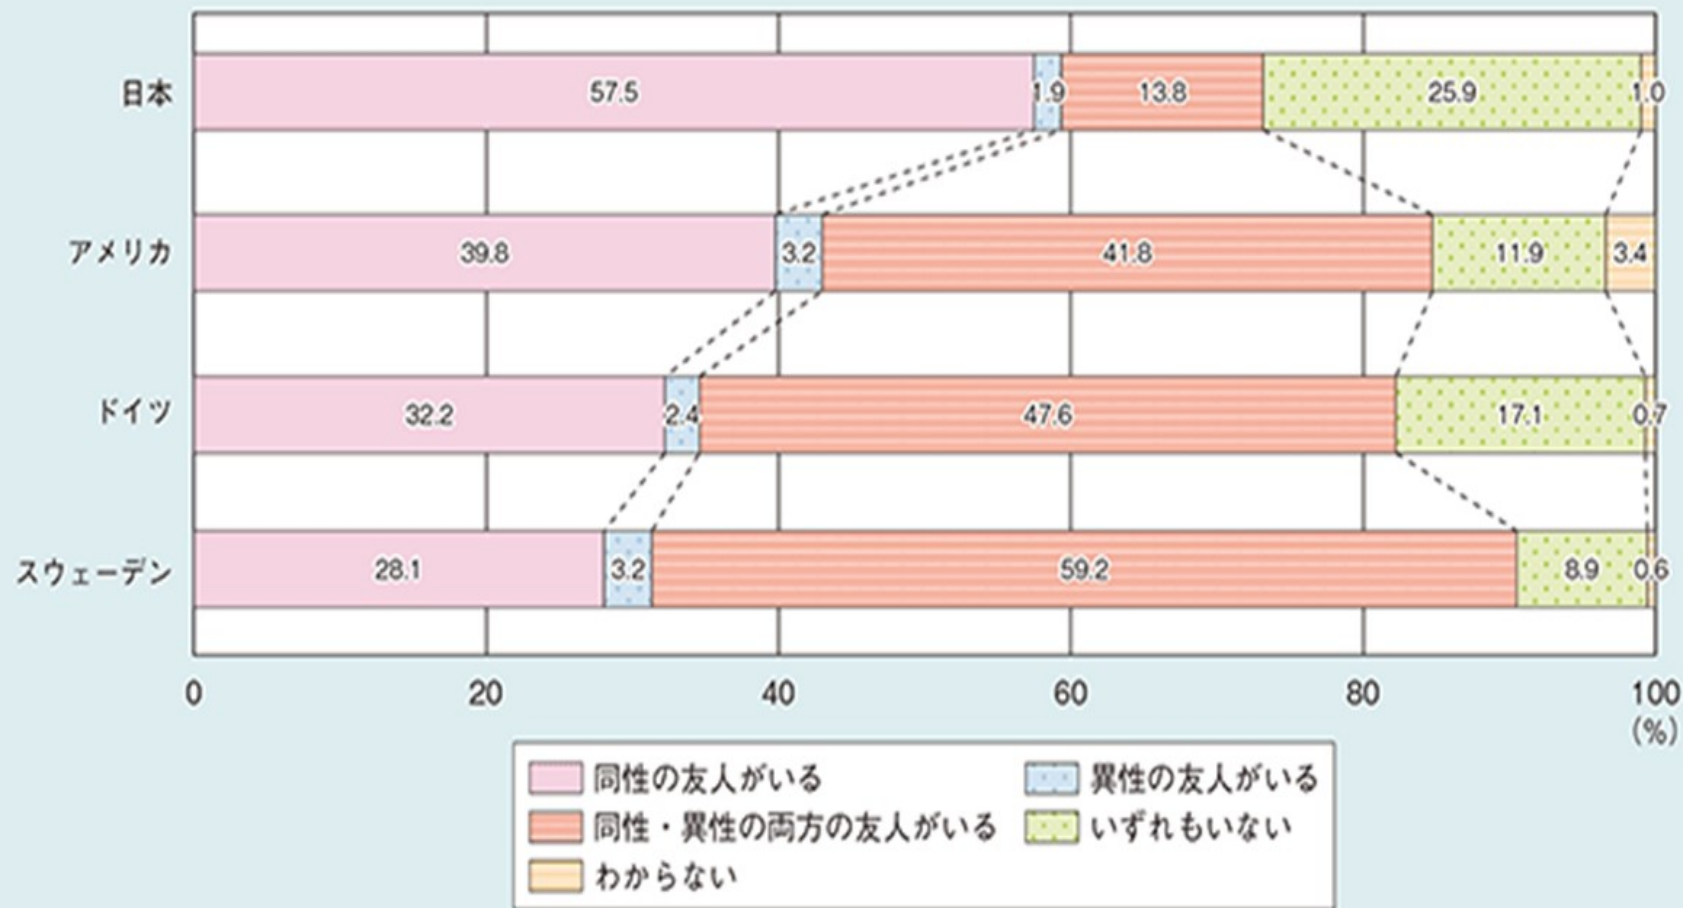 日本 57.5 1.9 13.8 25.9 1.0
アメリカ 39.8 3.2 41.8 11.9 3.4
ドイツ 32.2 2.4 47.6 17.1 0.7
スウェーデン 28.1 3.2 59.2 8.9 0.6
0 20 40 60 80 100
(%)
同性の友人がいる 異性の友人がいる
同性・異性の両方の友人がいる いずれもいない
わからない